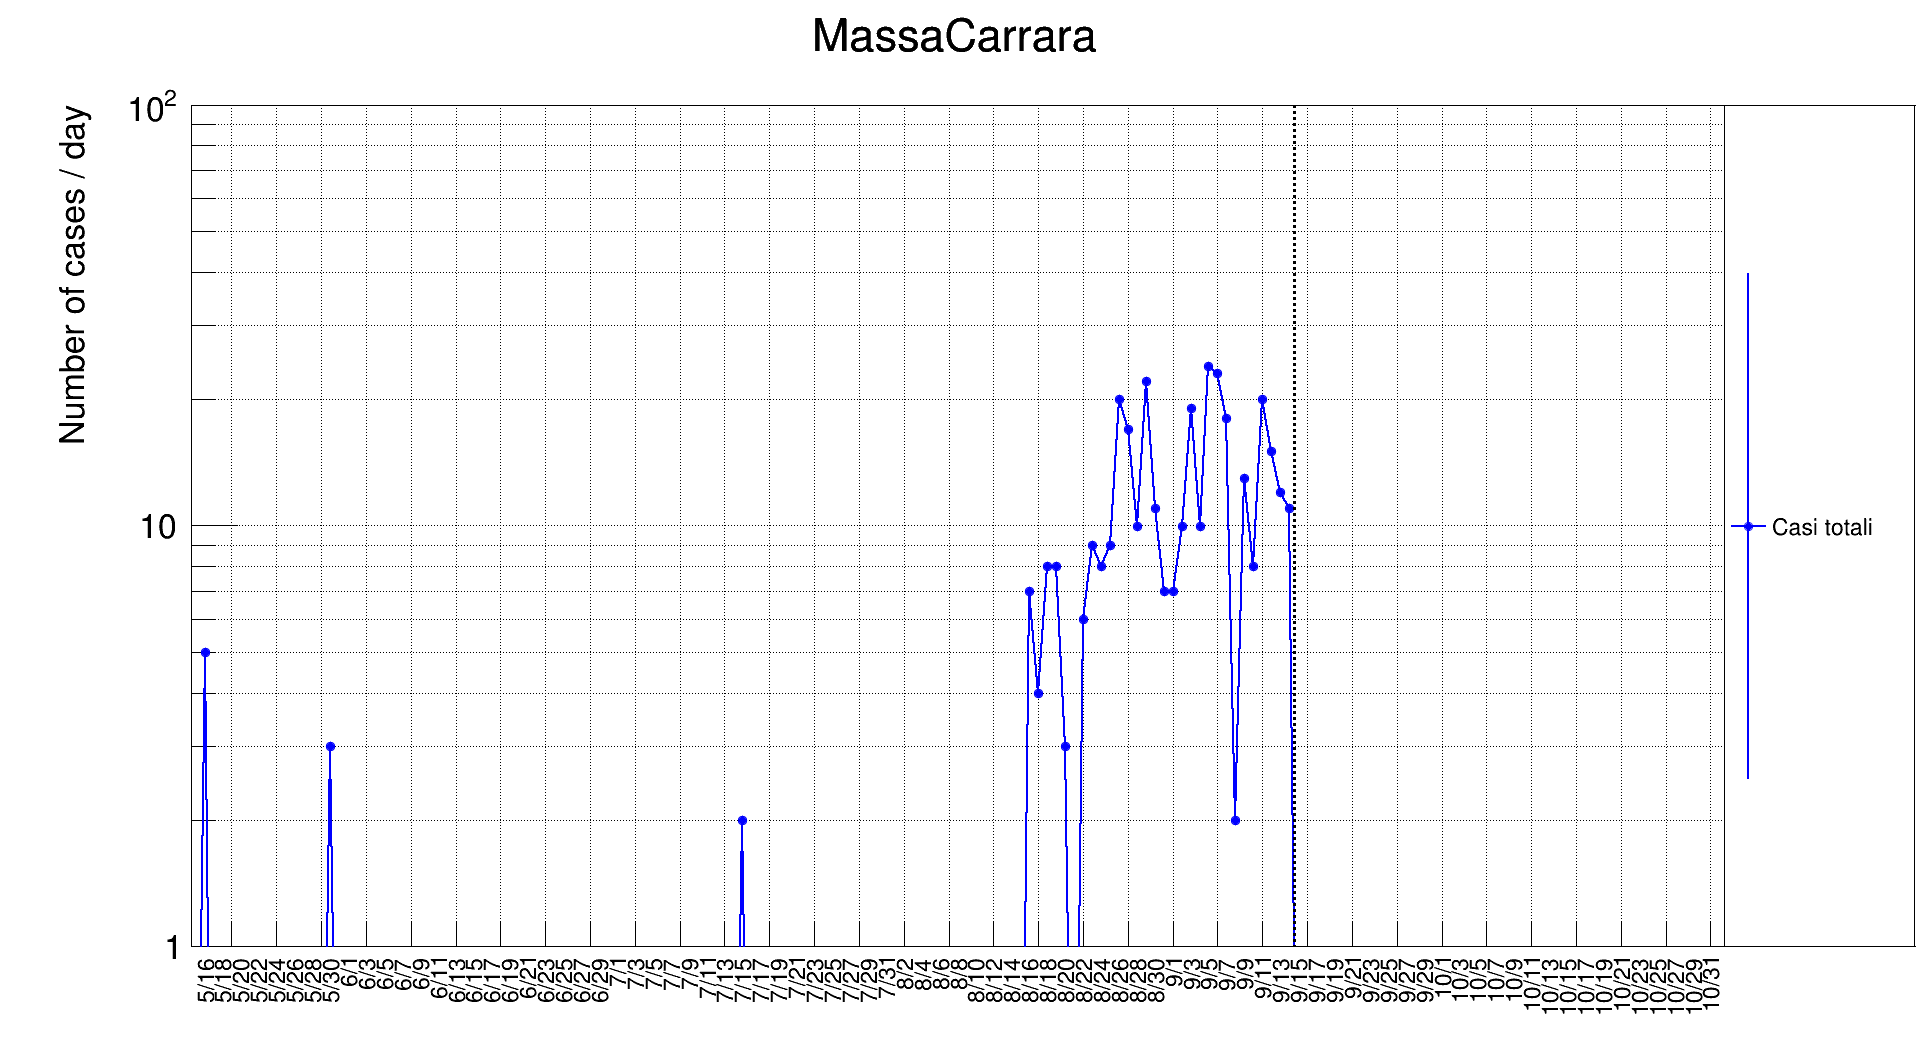 MassaCarrara
Number of cases / day
10²
10
1
Casi totali
5/16 5/18 5/20 5/22 5/24 5/26 5/28 5/30 6/1 6/3 6/5 6/7 6/9 6/11 6/13 6/15 6/17 6/19 6/21 6/23 6/25 6/27 6/29 7/1 7/3 7/5 7/7 7/9 7/11 7/13 7/15 7/17 7/19 7/21 7/23 7/25 7/27 7/29 7/31 8/2 8/4 8/6 8/8 8/10 8/12 8/14 8/16 8/18 8/20 8/22 8/24 8/26 8/28 8/30 9/1 9/3 9/5 9/7 9/9 9/11 9/13 9/15 9/17 9/19 9/21 9/23 9/25 9/27 9/29 10/1 10/3 10/5 10/7 10/9 10/11 10/13 10/15 10/17 10/19 10/21 10/23 10/25 10/27 10/29 10/31